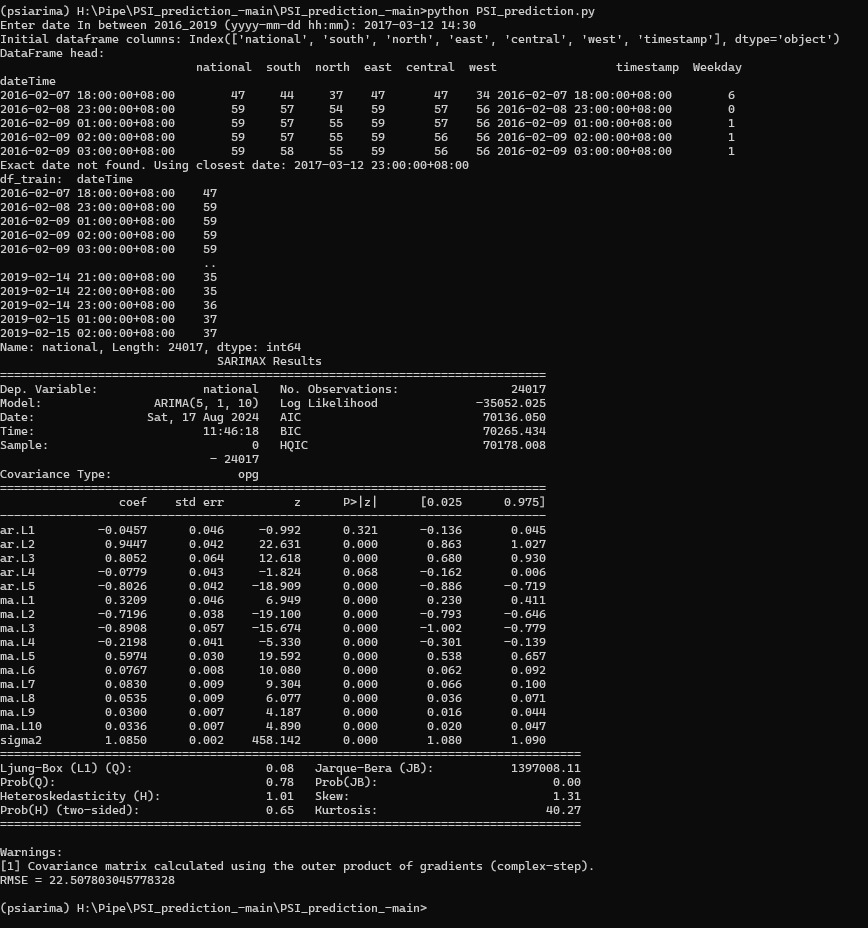 (psiarima) H:\Pipe\PSI_prediction_-main\PSI_prediction_-main>python PSI_prediction.py
Enter date In between 2016_2019 (yyyy-mm-dd hh:mm): 2017-03-12 14:30
Initial dataframe columns: Index(['national', 'south', 'north', 'east', 'central', 'west', 'timestamp'], dtype='object')
DataFrame head:
national south north east central west timestamp Weekday
dateTime
2016-02-07 18:00:00+08:00 47 44 37 47 47 34 2016-02-07 18:00:00+08:00 6
2016-02-08 23:00:00+08:00 59 57 54 59 57 56 2016-02-08 23:00:00+08:00 0
2016-02-09 01:00:00+08:00 59 57 55 59 57 56 2016-02-09 01:00:00+08:00 1
2016-02-09 02:00:00+08:00 59 57 55 59 56 56 2016-02-09 02:00:00+08:00 1
2016-02-09 03:00:00+08:00 59 58 55 59 56 56 2016-02-09 03:00:00+08:00 1
Exact date not found. Using closest date: 2017-03-12 23:00:00+08:00
df_train: dateTime
2016-02-07 18:00:00+08:00 47
2016-02-08 23:00:00+08:00 59
2016-02-09 01:00:00+08:00 59
2016-02-09 02:00:00+08:00 59
2016-02-09 03:00:00+08:00 59
..
2019-02-14 21:00:00+08:00 35
2019-02-14 22:00:00+08:00 35
2019-02-14 23:00:00+08:00 36
2019-02-15 01:00:00+08:00 37
2019-02-15 02:00:00+08:00 37
Name: national, Length: 24017, dtype: int64
SARIMAX Results
==============================================================================
Dep. Variable: national No. Observations: 24017
Model: ARIMA(5, 1, 10) Log Likelihood -35052.025
Date: Sat, 17 Aug 2024 AIC 70136.050
Time: 11:46:18 BIC 70265.434
Sample: 0 HQIC 70178.008
- 24017
Covariance Type: opg
==============================================================================
coef std err z P>|z| [0.025 0.975]
------------------------------------------------------------------------------
ar.L1 -0.0457 0.046 -0.992 0.321 -0.136 0.045
ar.L2 0.9447 0.042 22.631 0.000 0.863 1.027
ar.L3 0.8052 0.064 12.618 0.000 0.680 0.930
ar.L4 -0.0779 0.043 -1.824 0.068 -0.162 0.006
ar.L5 -0.8026 0.042 -18.909 0.000 -0.886 -0.719
ma.L1 0.3209 0.046 6.949 0.000 0.230 0.411
ma.L2 -0.7196 0.038 -19.100 0.000 -0.793 -0.646
ma.L3 -0.8908 0.057 -15.674 0.000 -1.002 -0.779
ma.L4 -0.2198 0.041 -5.330 0.000 -0.301 -0.139
ma.L5 0.5974 0.030 19.592 0.000 0.538 0.657
ma.L6 0.0767 0.008 10.080 0.000 0.062 0.092
ma.L7 0.0830 0.009 9.304 0.000 0.066 0.100
ma.L8 0.0535 0.009 6.077 0.000 0.036 0.071
ma.L9 0.0300 0.007 4.187 0.000 0.016 0.044
ma.L10 0.0336 0.007 4.890 0.000 0.020 0.047
sigma2 1.0850 0.002 458.142 0.000 1.080 1.090
===================================================================================
Ljung-Box (L1) (Q): 0.08 Jarque-Bera (JB): 1397008.11
Prob(Q): 0.78 Prob(JB): 0.00
Heteroskedasticity (H): 1.01 Skew: 1.31
Prob(H) (two-sided): 0.65 Kurtosis: 40.27
===================================================================================
Warnings:
[1] Covariance matrix calculated using the outer product of gradients (complex-step).
RMSE = 22.507803045778328
(psiarima) H:\Pipe\PSI_prediction_-main\PSI_prediction_-main>